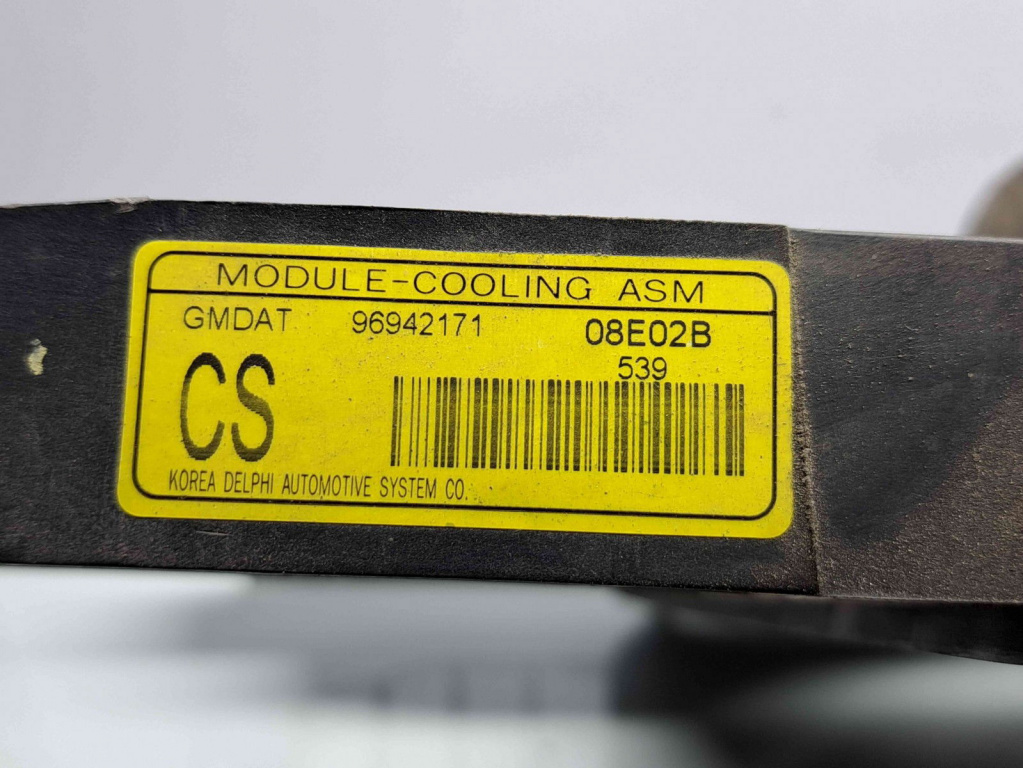 MODULE-COOLING ASM
GMDAT 96942171 08E02B
539
CS
KOREA DELPHI AUTOMOTIVE SYSTEM CO.